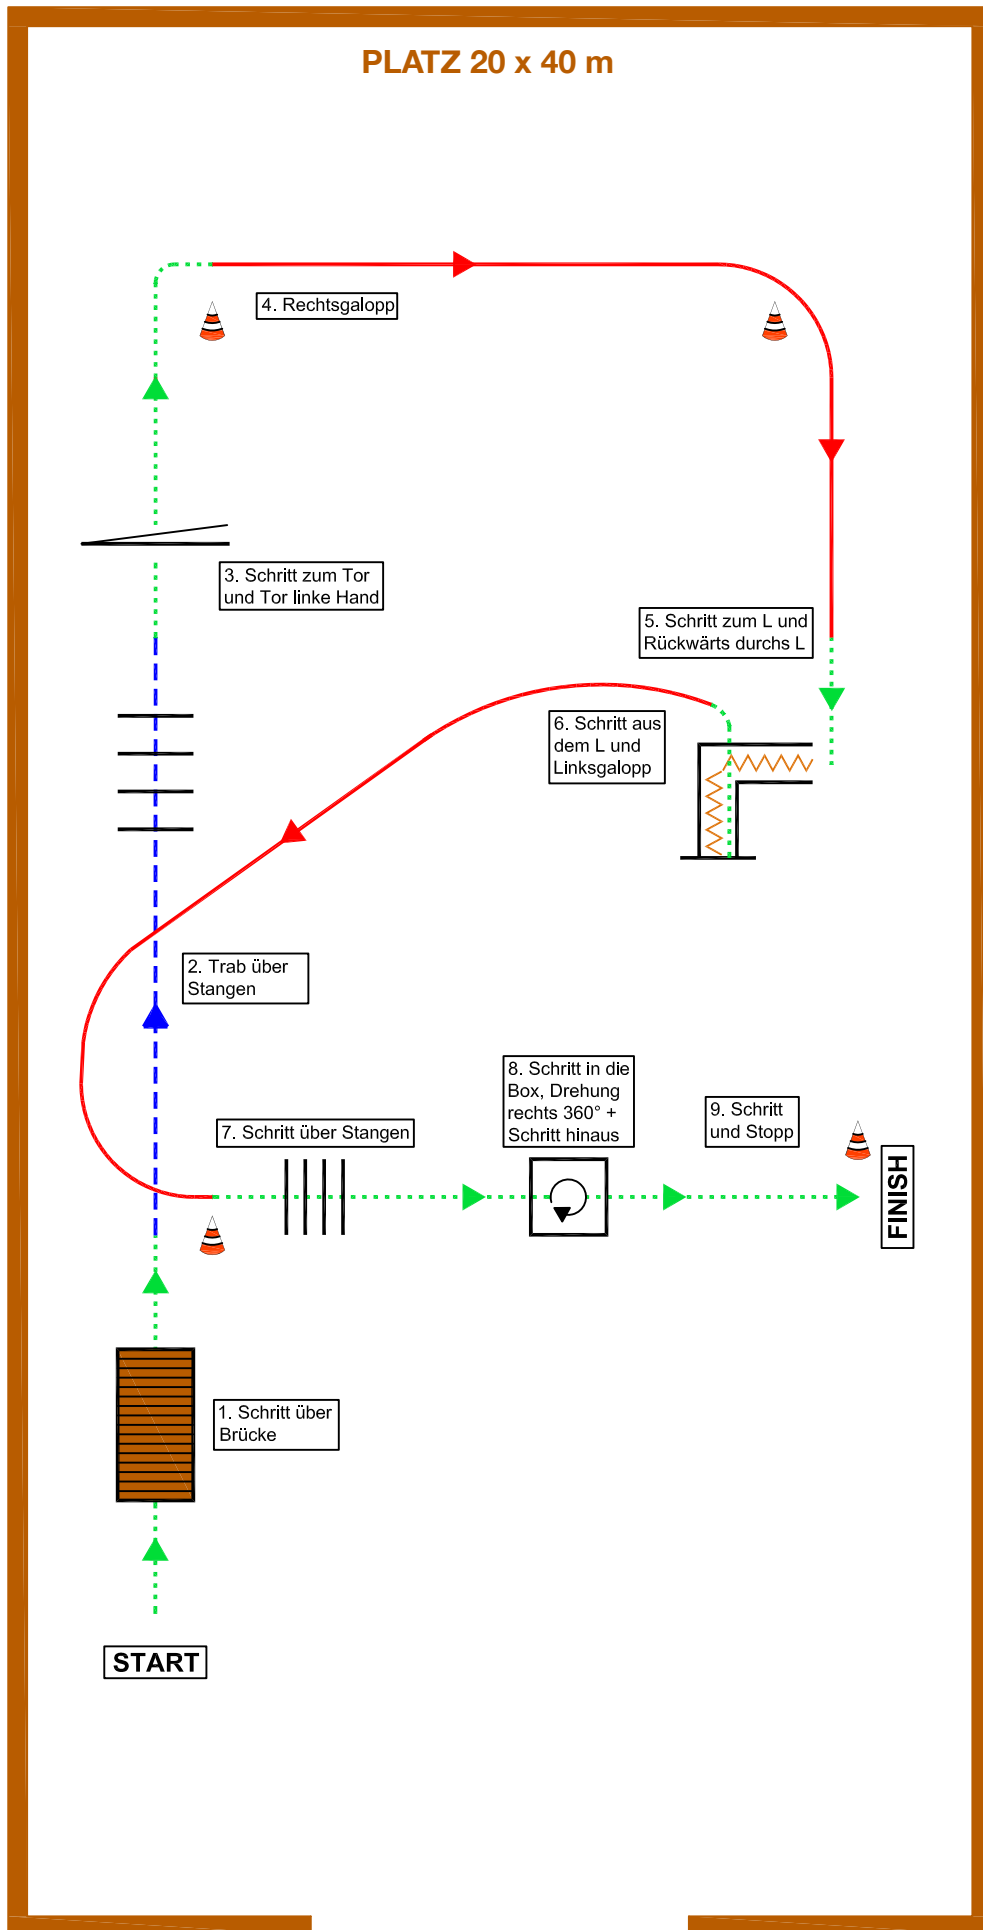 PLATZ 20 x 40 m
4. Rechtsgalopp
3. Schritt zum Tor
und Tor linke Hand
5. Schritt zum L und
Rückwärts durchs L
6. Schritt aus
dem L und
Linksgalopp
2. Trab über
Stangen
7. Schritt über Stangen
8. Schritt in die
Box, Drehung
rechts 360° +
Schritt hinaus
9. Schritt
und Stopp
FINISH
1. Schritt über
Brücke
START